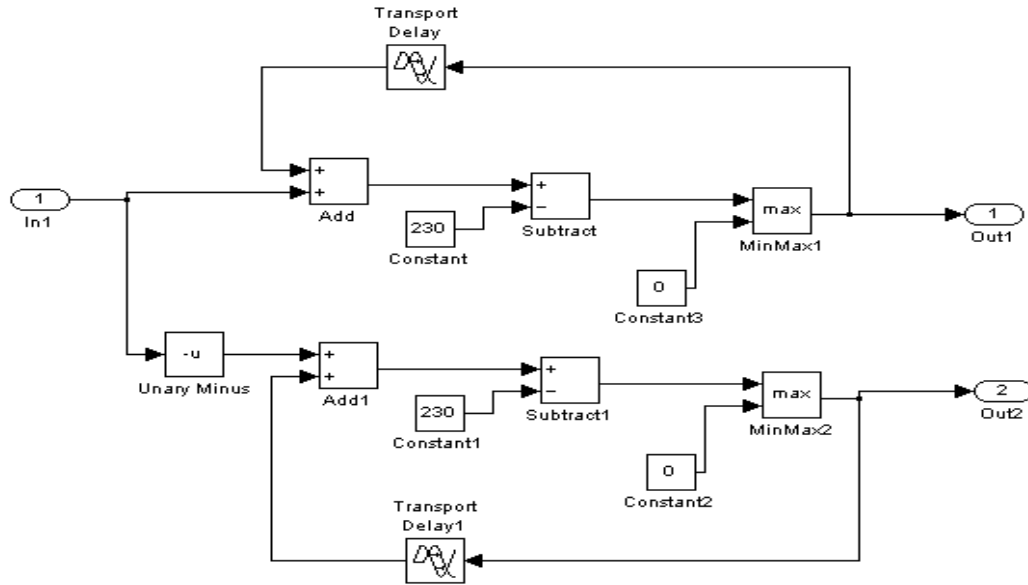 Transport
Delay
1
In1
+
+
Add
230
Constant
+
−
Subtract
max
MinMax1
0
Constant3
1
Out1
-u
Unary Minus
+
+
Add1
230
Constant1
+
−
Subtract1
max
MinMax2
0
Constant2
2
Out2
Transport
Delay1